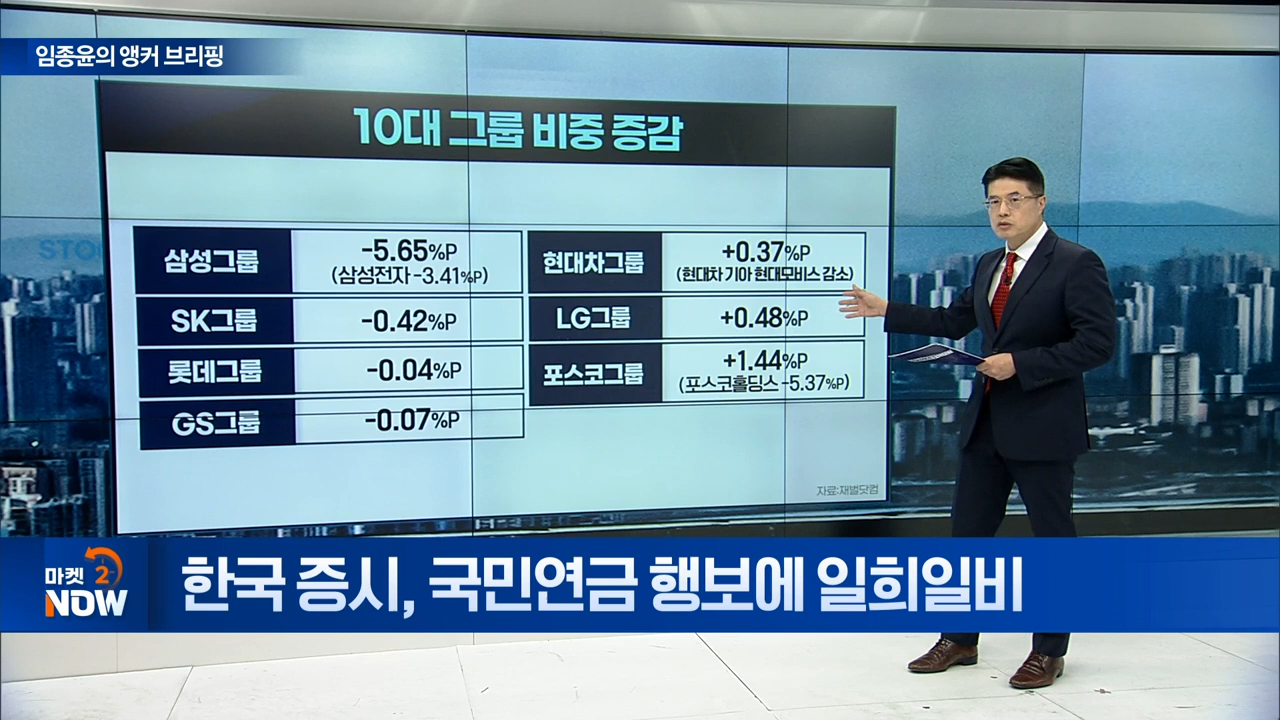 임종윤의 앵커 브리핑
10대 그룹 비중 증감
STO
삼성그룹 -5.65%P
(삼성전자 -3.41%P)
SK그룹 -0.42%P
롯데그룹 -0.04%P
GS그룹 -0.07%P
현대차그룹 +0.37%P
(현대차 기아 현대모비스 감소)
LG그룹 +0.48%P
포스코그룹 +1.44%P
(포스코홀딩스 -5.37%P)
자료:재벌닷컴
마켓 2
NOW
한국 증시, 국민연금 행보에 일희일비